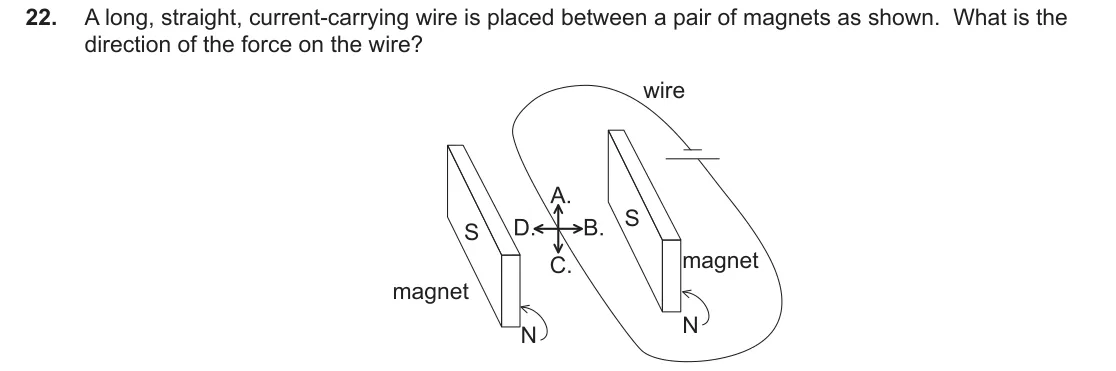 22. A long, straight, current-carrying wire is placed between a pair of magnets as shown. What is the
direction of the force on the wire?
wire
A.
S
D.
B.
S
C.
magnet
magnet
N
N